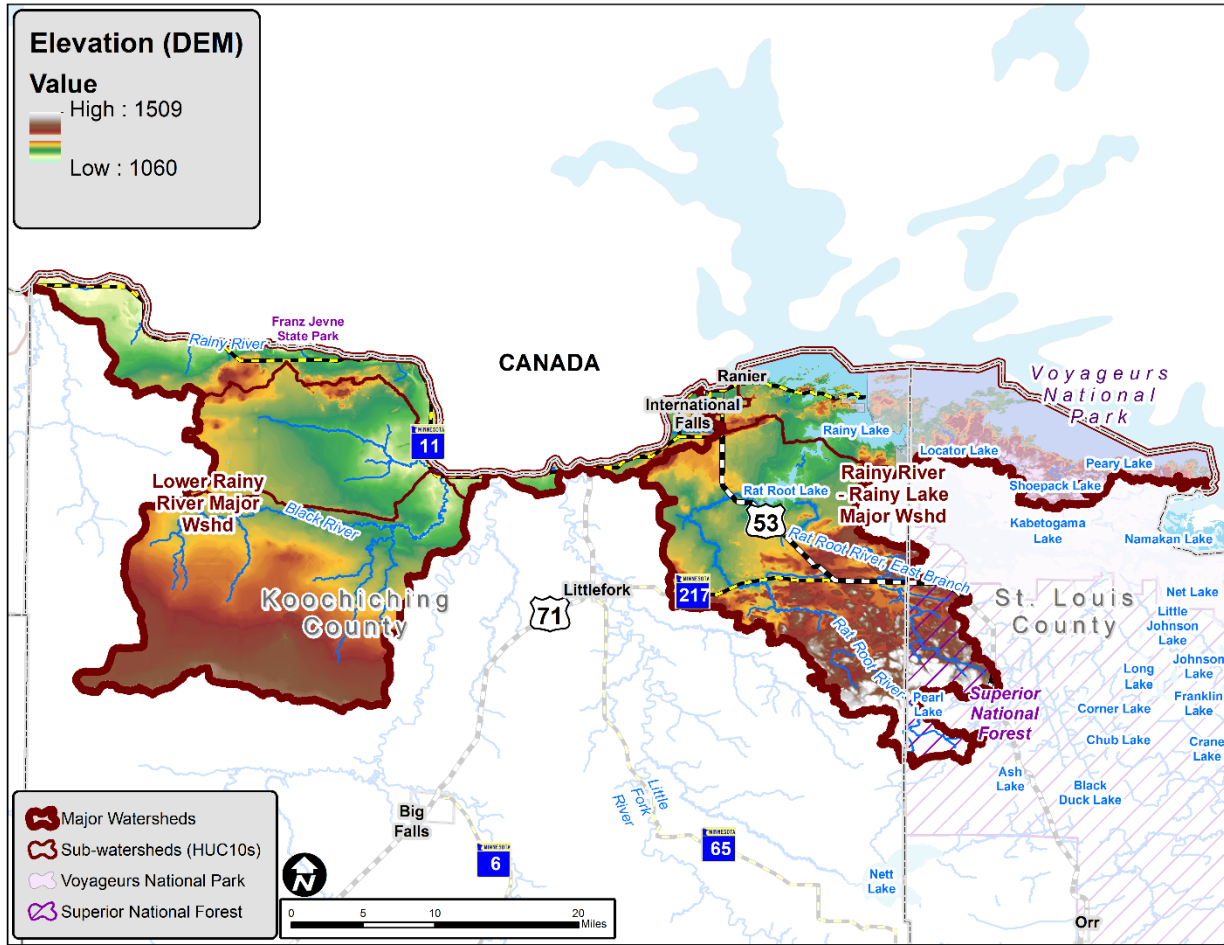 Elevation (DEM)
Value
High : 1509
Low : 1060
Franz Jevne
State Park
Rainy River
CANADA
Ranier
International
Falls
Voyageurs
National
Park
MINNESOTA
11
Rainy Lake
Locator Lake
Peary Lake
Shoepack Lake
Lower Rainy
River Major
Wshd
Rainy River
- Rainy Lake
Major Wshd
Rat Root Lake
Kabetogama
Lake
Namakan Lake
Black River
53
Rat Root River, East Branch
Koochiching
County
Littlefork
71
MINNESOTA
217
St. Louis
County
Net Lake
Little
Johnson
Lake
Johnson
Lake
Long
Lake
Franklin
Lake
Rat Root River
Pearl
Lake
Superior
National
Forest
Corner Lake
Chub Lake
Crane
Lake
Ash
Lake
Black
Duck Lake
Little Fork
River
Big
Falls
MINNESOTA
6
MINNESOTA
65
Nett
Lake
Orr
Major Watersheds
Sub-watersheds (HUC10s)
Voyageurs National Park
Superior National Forest
N
0 5 10 20
Miles